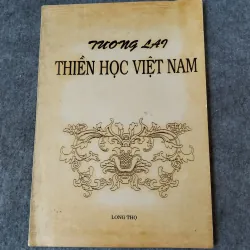 TƯƠNG LAI
THIỀN HỌC VIỆT NAM
LONG THỌ